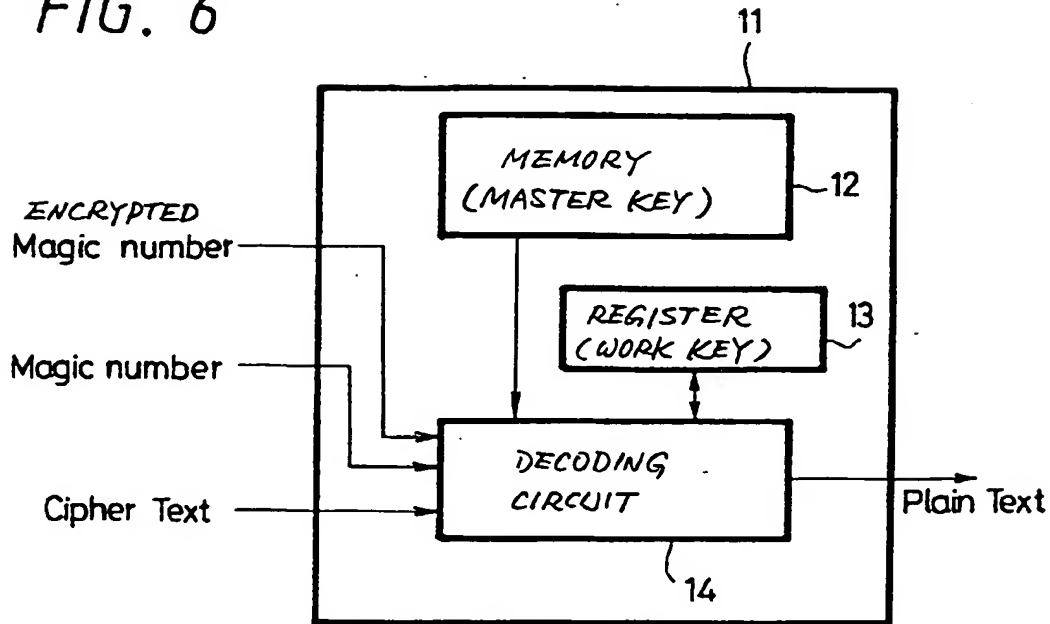 FIG. 6
11
MEMORY
(MASTER KEY)
12
ENCRYPTED
Magic number
REGISTER
(WORK KEY)
13
Magic number
DECODING
CIRCUIT
Cipher Text
Plain Text
14